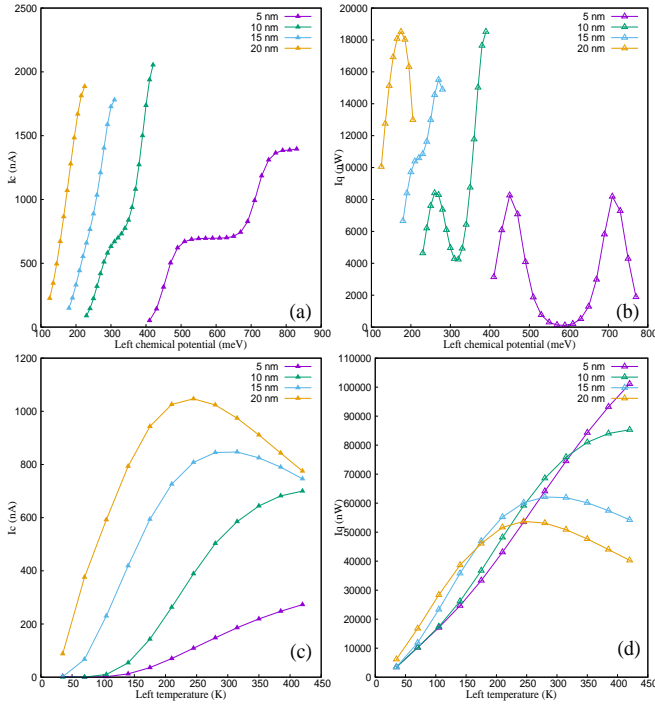 3000
2500
2000
1500
1000
500
0
100
200
300
400
500
600
700
800
900
Ic (nA)
Left chemical potential (meV)
5 nm
10 nm
15 nm
20 nm
(a)
20000
18000
16000
14000
12000
10000
8000
6000
4000
2000
0
100
200
300
400
500
600
700
800
Iq (nW)
Left chemical potential (meV)
5 nm
10 nm
15 nm
20 nm
(b)
1200
1000
800
600
400
200
0
0
50
100
150
200
250
300
350
400
450
Ic (nA)
Left temperature (K)
5 nm
10 nm
15 nm
20 nm
(c)
110000
100000
90000
80000
70000
60000
50000
40000
30000
20000
10000
0
0
50
100
150
200
250
300
350
400
450
Iq (nW)
Left temperature (K)
5 nm
10 nm
15 nm
20 nm
(d)